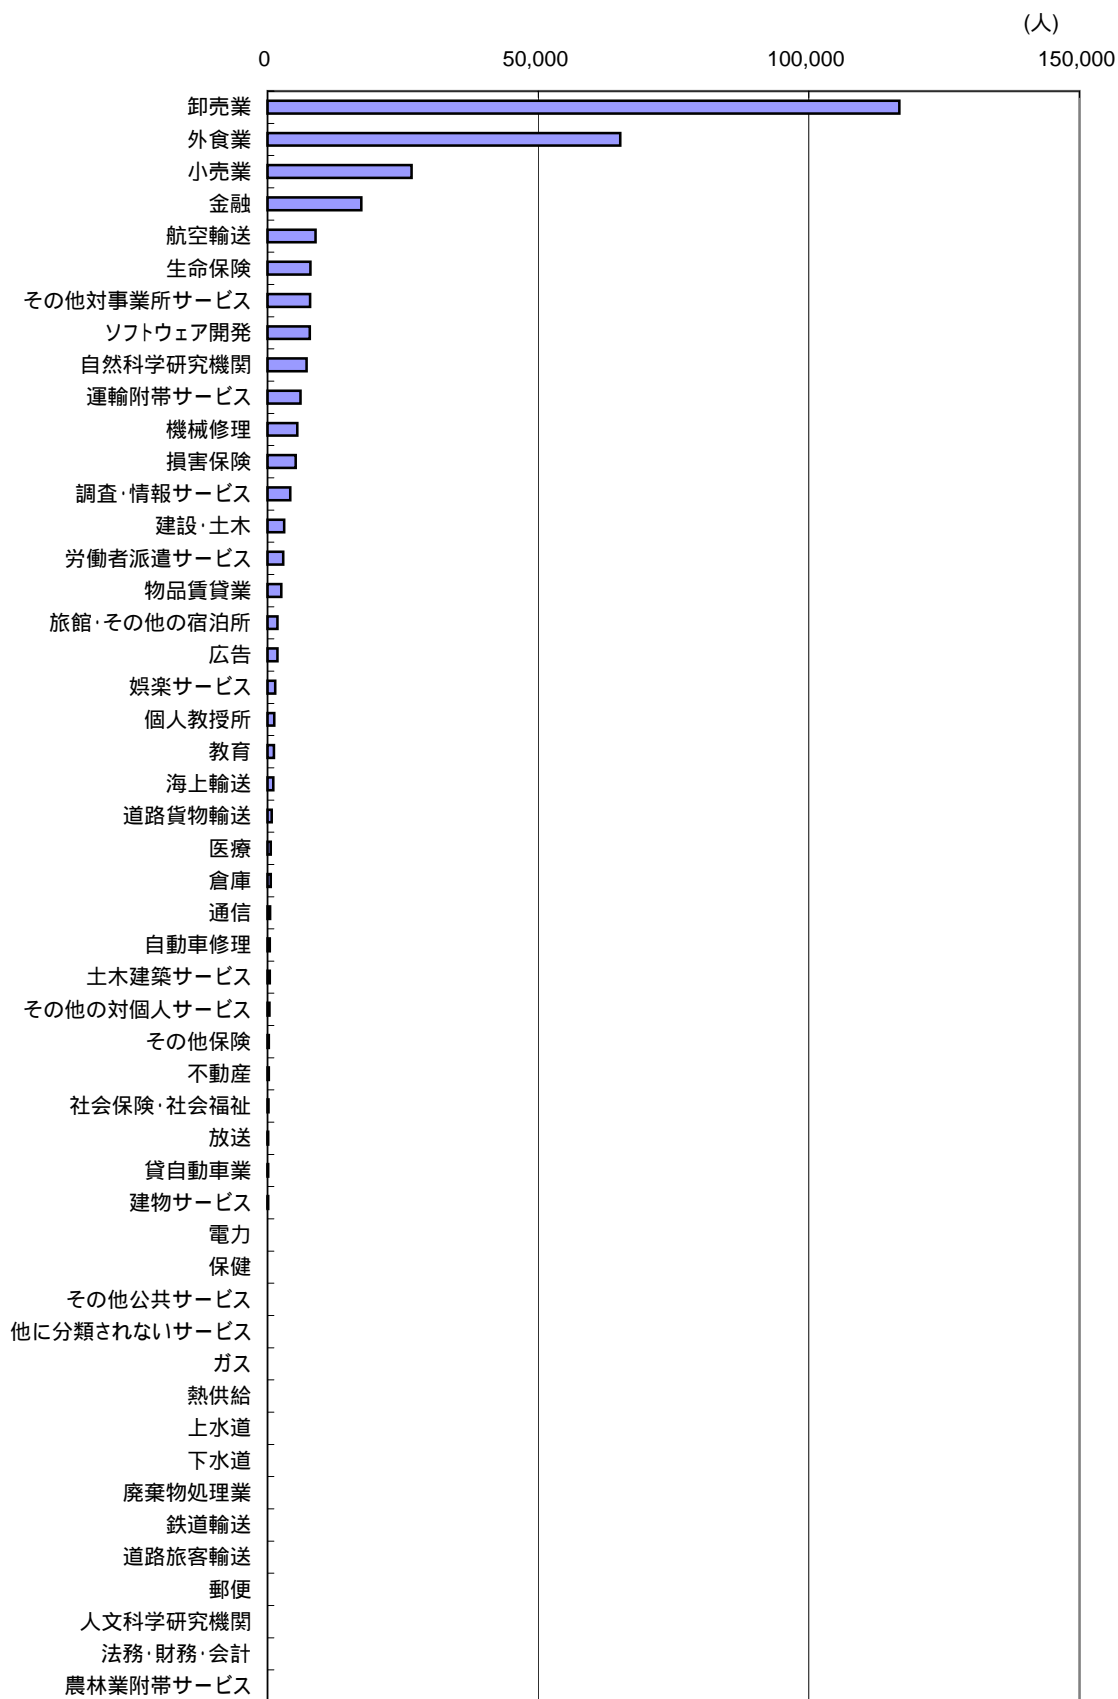 (人)
0 50,000 100,000 150,000
卸売業
外食業
小売業
金融
航空輸送
生命保険
その他対事業所サービス
ソフトウェア開発
自然科学研究機関
運輸附帯サービス
機械修理
損害保険
調査·情報サービス
建設·土木
労働者派遣サービス
物品賃貸業
旅館·その他の宿泊所
広告
娯楽サービス
個人教授所
教育
海上輸送
道路貨物輸送
医療
倉庫
通信
自動車修理
土木建築サービス
その他の対個人サービス
その他保険
不動産
社会保険·社会福祉
放送
貸自動車業
建物サービス
電力
保健
その他公共サービス
他に分類されないサービス
ガス
熱供給
上水道
下水道
廃棄物処理業
鉄道輸送
道路旅客輸送
郵便
人文科学研究機関
法務·財務·会計
農林業附帯サービス